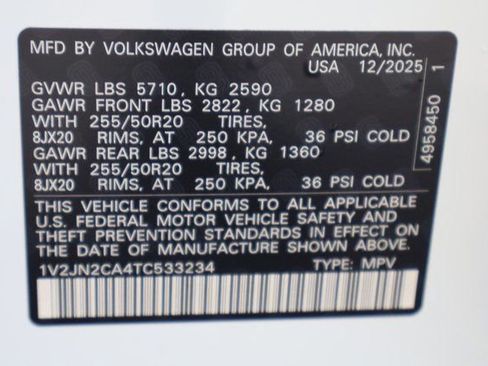 MFD BY VOLKSWAGEN GROUP OF AMERICA, INC.
USA 12/2025
GVWR LBS 5710, KG 2590
GAWR FRONT LBS 2822, KG 1280
WITH 255/50R20 TIRES,
8JX20 RIMS, AT 250 KPA, 36 PSI COLD
GAWR REAR LBS 2998, KG 1360
WITH 255/50R20 TIRES,
8JX20 RIMS, AT 250 KPA, 36 PSI COLD
THIS VEHICLE CONFORMS TO ALL APPLICABLE
U.S. FEDERAL MOTOR VEHICLE SAFETY AND
THEFT PREVENTION STANDARDS IN EFFECT ON
THE DATE OF MANUFACTURE SHOWN ABOVE.
1V2JN2CA4TC533234 TYPE: MPV
4958450 1